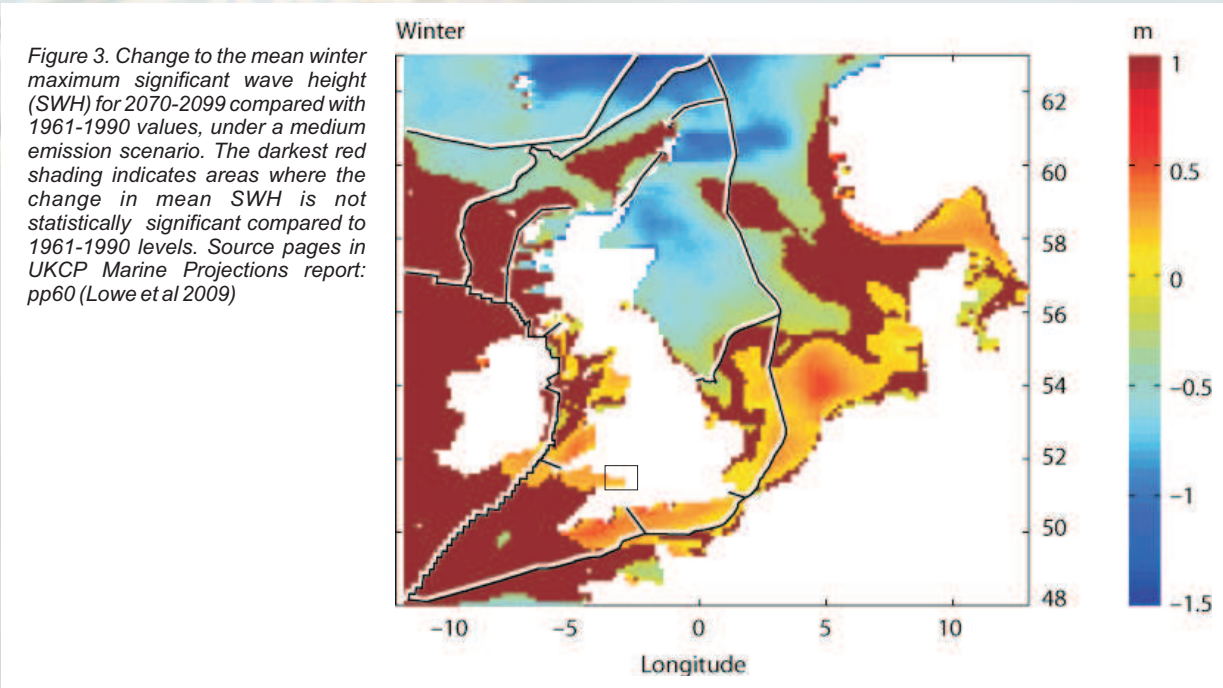 Figure 3. Change to the mean winter
maximum significant wave height
(SWH) for 2070-2099 compared with
1961-1990 values, under a medium
emission scenario. The darkest red
shading indicates areas where the
change in mean SWH is not
statistically significant compared to
1961-1990 levels. Source pages in
UKCP Marine Projections report:
pp60 (Lowe et al 2009)
Winter
62
60
58
56
54
52
50
48
−10 −5 0 5 10
Longitude
m
1
0.5
0
−0.5
−1
−1.5